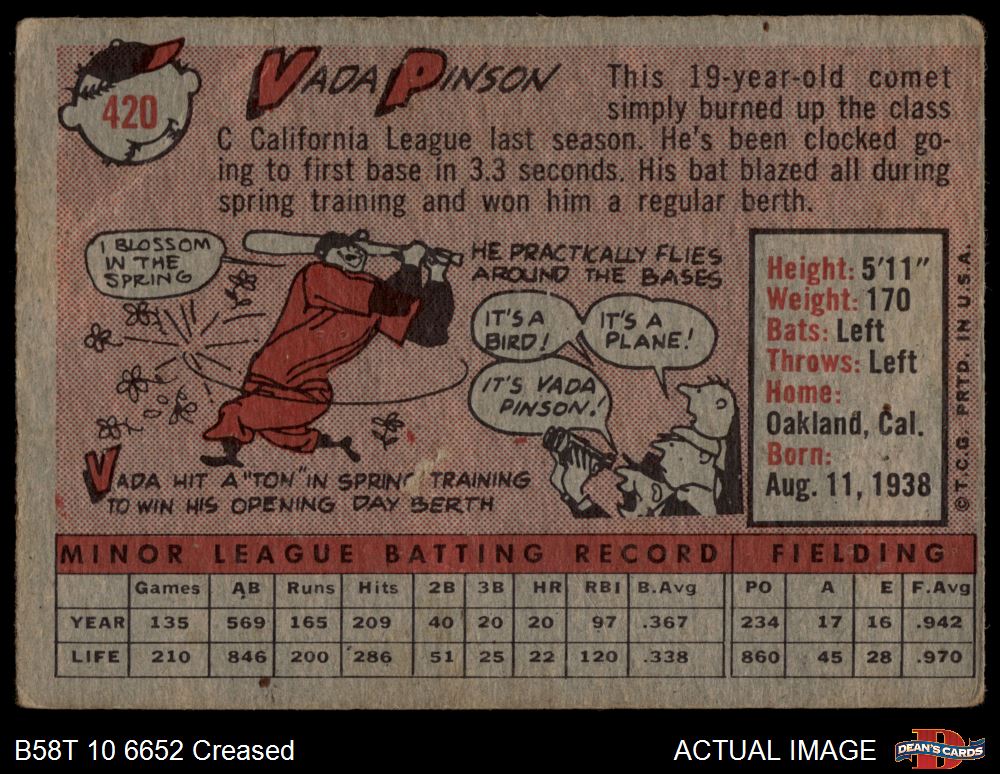 420
VADA PINSON
This 19-year-old comet
simply burned up the class
C California League last season. He's been clocked go-
ing to first base in 3.3 seconds. His bat blazed all during
spring training and won him a regular berth.
I BLOSSOM
IN THE
SPRING
HE PRACTICALLY FLIES
AROUND THE BASES
IT'S A
BIRD!
IT'S A
PLANE!
IT'S VADA
PINSON!
VADA HIT A "TON" IN SPRING TRAINING
TO WIN HIS OPENING DAY BERTH
Height: 5'11"
Weight: 170
Bats: Left
Throws: Left
Home:
Oakland, Cal.
Born:
Aug. 11, 1938
© T.C.G. PRTD. IN U.S.A.
MINOR LEAGUE BATTING RECORD FIELDING
Games AB Runs Hits 2B 3B HR RBI B.Avg PO A E F.Avg
YEAR 135 569 165 209 40 20 20 97 .367 234 17 16 .942
LIFE 210 846 200 286 51 25 22 120 .338 860 45 28 .970
B58T 10 6652 Creased
ACTUAL IMAGE
D
DEAN'S CARDS